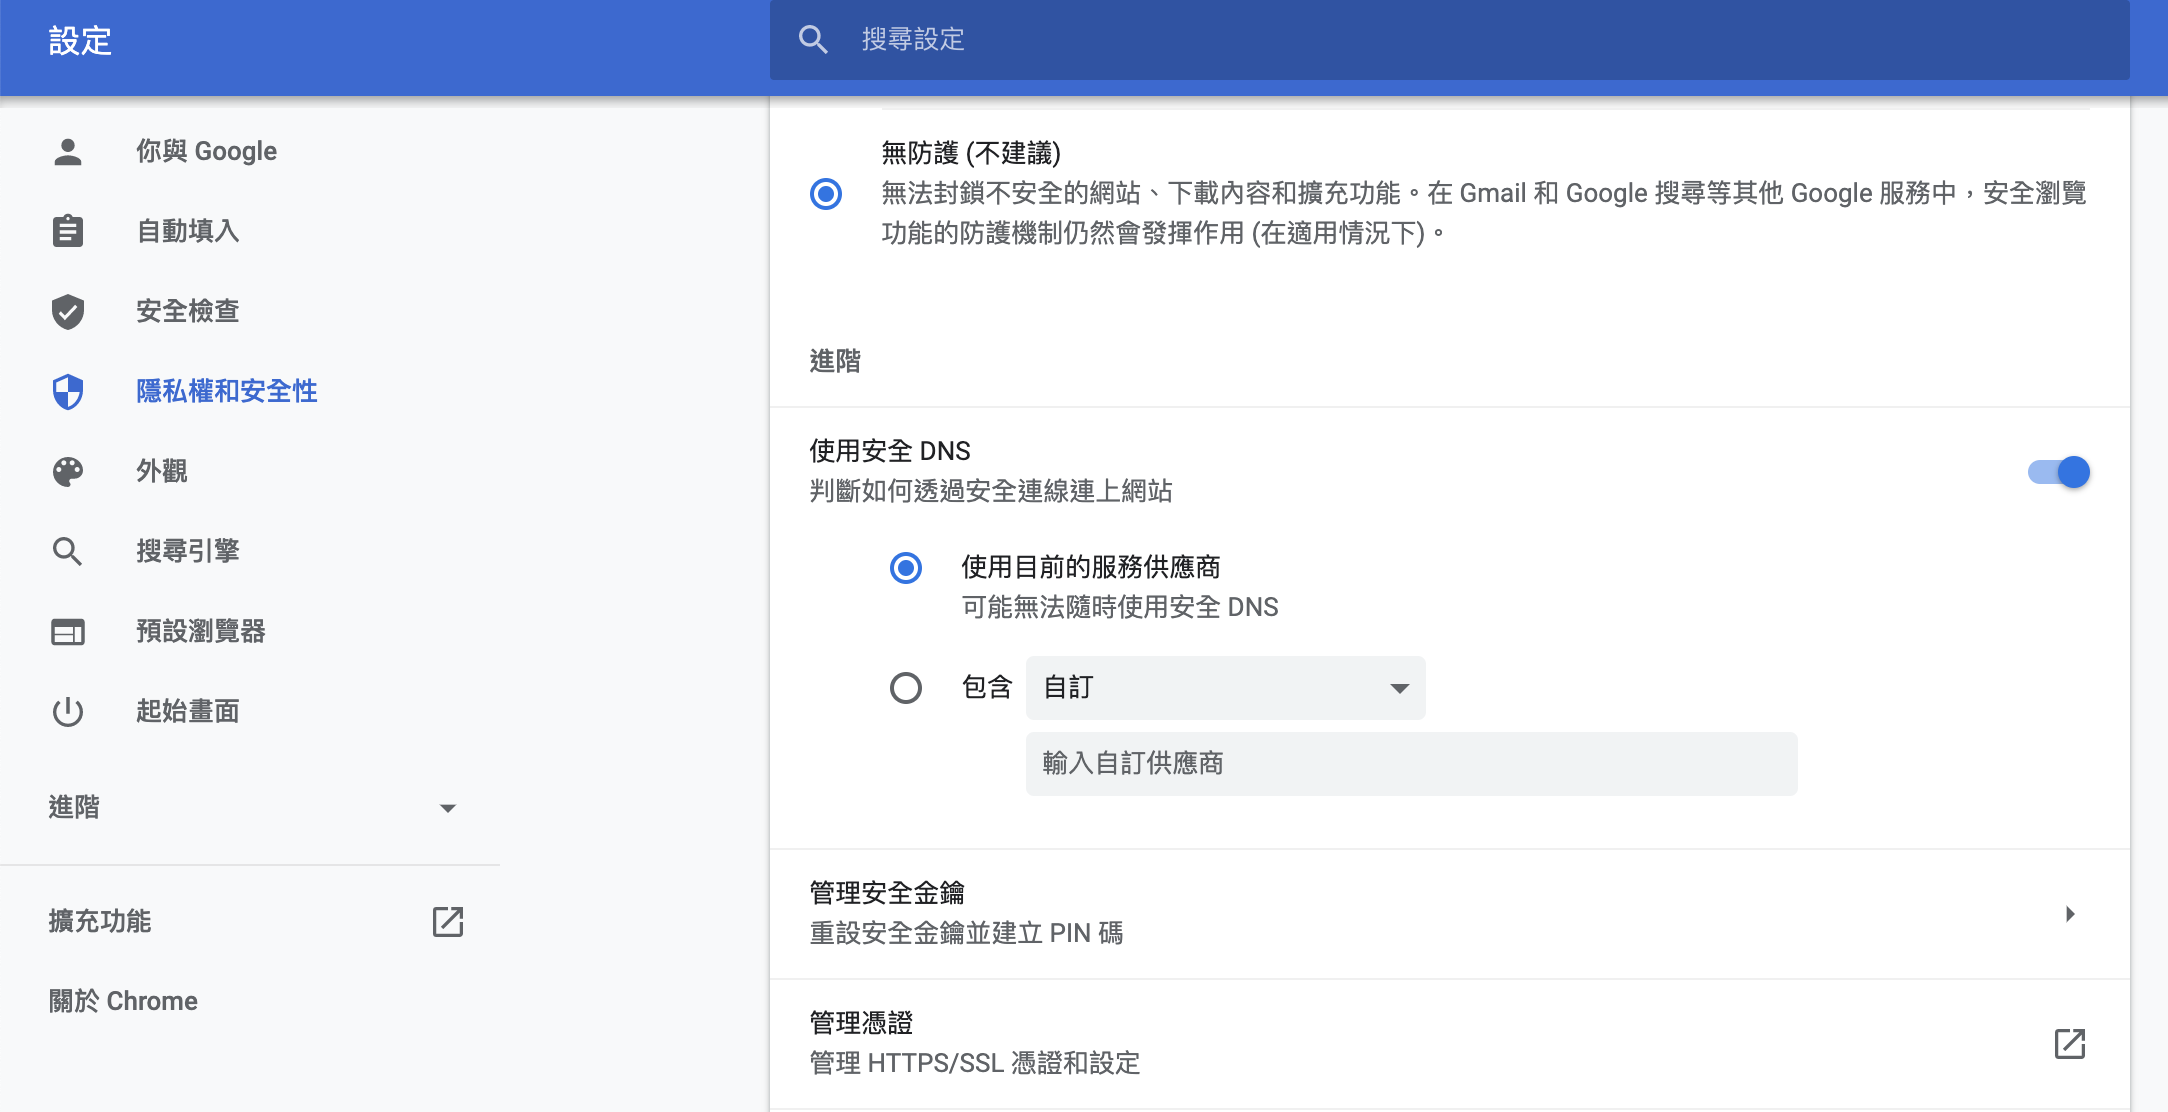 設定
搜尋設定
你與 Google
自動填入
安全檢查
隱私權和安全性
外觀
搜尋引擎
預設瀏覽器
起始畫面
進階
擴充功能
關於 Chrome
無防護 (不建議)
無法封鎖不安全的網站、下載內容和擴充功能。在 Gmail 和 Google 搜尋等其他 Google 服務中，安全瀏覽
功能的防護機制仍然會發揮作用 (在適用情況下)。
進階
使用安全 DNS
判斷如何透過安全連線連上網站
使用目前的服務供應商
可能無法隨時使用安全 DNS
包含 自訂
輸入自訂供應商
管理安全金鑰
重設安全金鑰並建立 PIN 碼
管理憑證
管理 HTTPS/SSL 憑證和設定